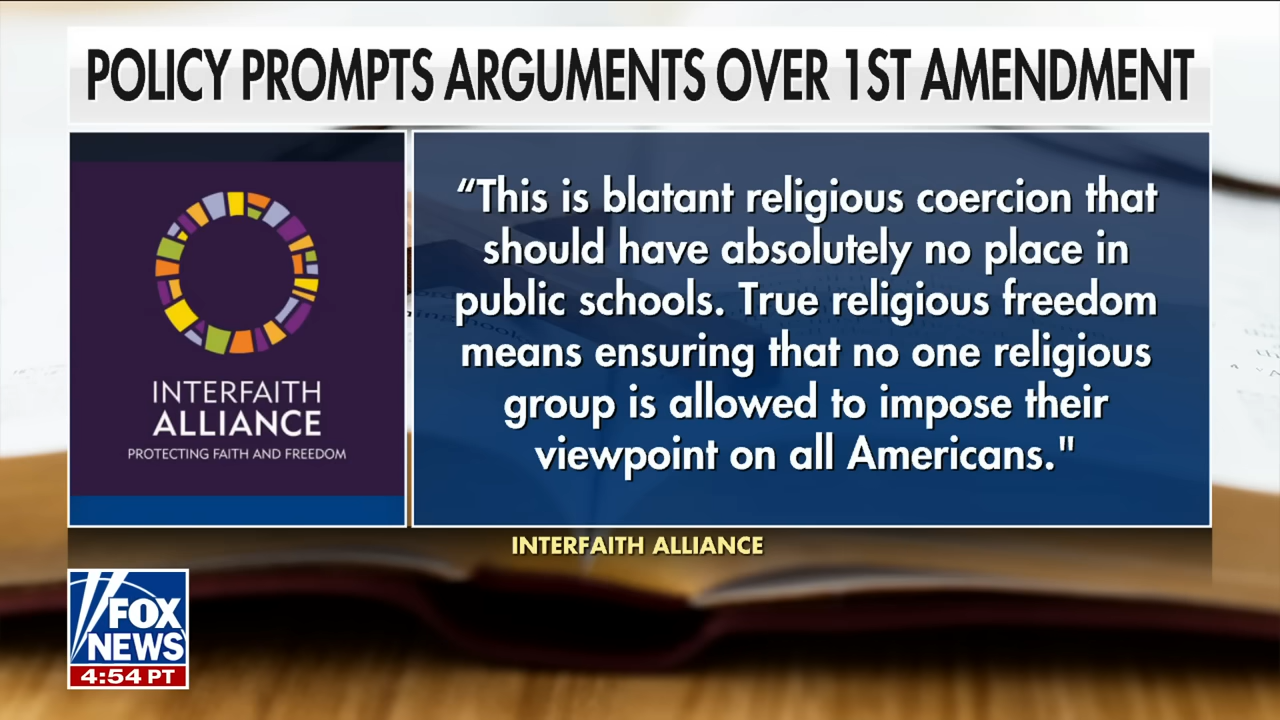 POLICY PROMPTS ARGUMENTS OVER 1ST AMENDMENT
INTERFAITH
ALLIANCE
PROTECTING FAITH AND FREEDOM
“This is blatant religious coercion that
should have absolutely no place in
public schools. True religious freedom
means ensuring that no one religious
group is allowed to impose their
viewpoint on all Americans."
INTERFAITH ALLIANCE
FOX
NEWS
4:54 PT